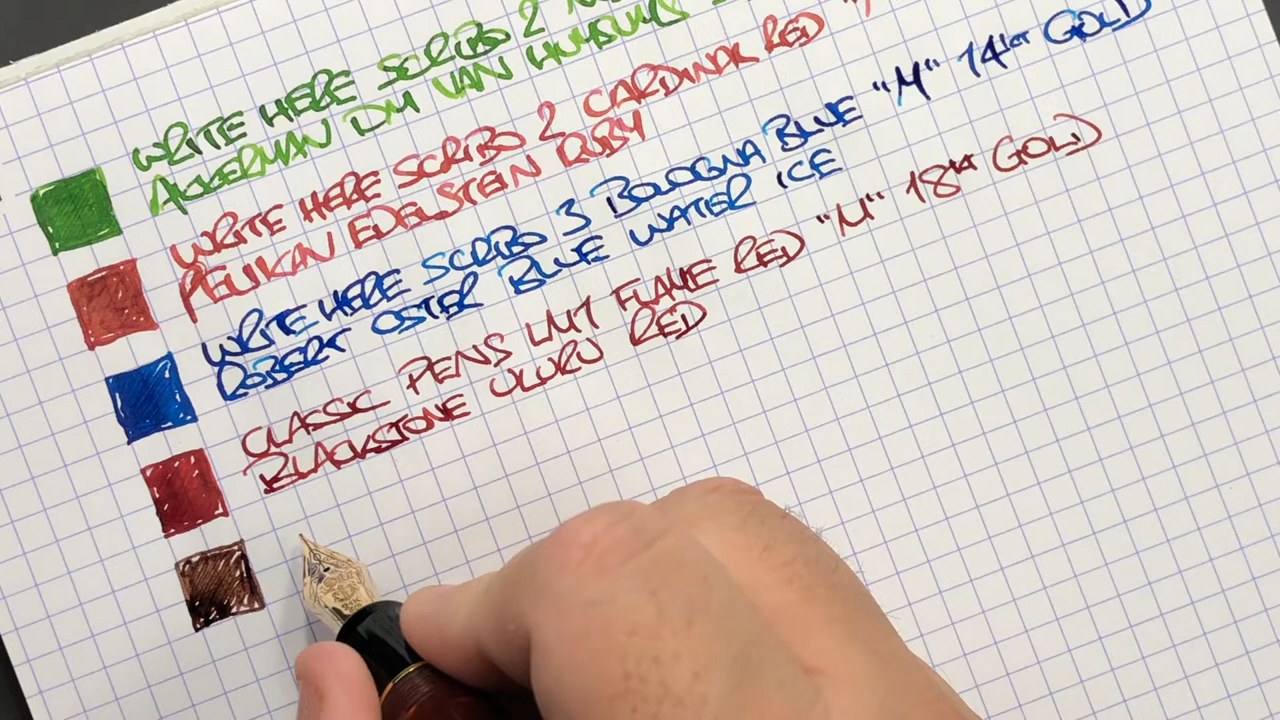 WRITE HERE SCRIBO 2
ACKERMAN DM VAN HUYSUMS
WRITE HERE SCRIBO 2 CARDINAL RED
PELIKAN EDELSTEIN RUBY
WRITE HERE SCRIBO 3 BOLOGNA BLUE "M" 14KT GOLD
ROBERT OSTER BLUE WATER ICE
CLASSIC PENS LM1 FLAME RED "M" 18KT GOLD
BLACKSTONE ULURU RED